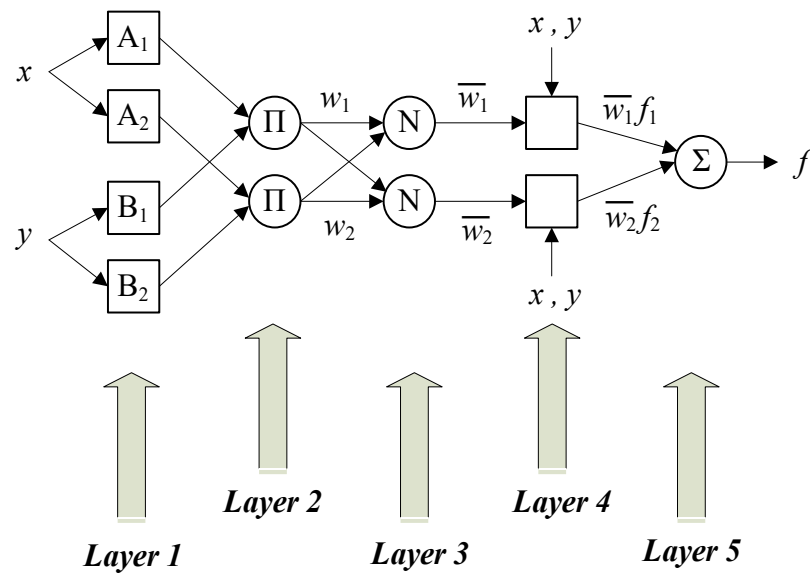 x
A₁
A₂
y
B₁
B₂
Π
Π
w₁
w₂
N
N
w̅₁
w̅₂
x , y
x , y
w̅₁f₁
w̅₂f₂
Σ
f
Layer 1
Layer 2
Layer 3
Layer 4
Layer 5